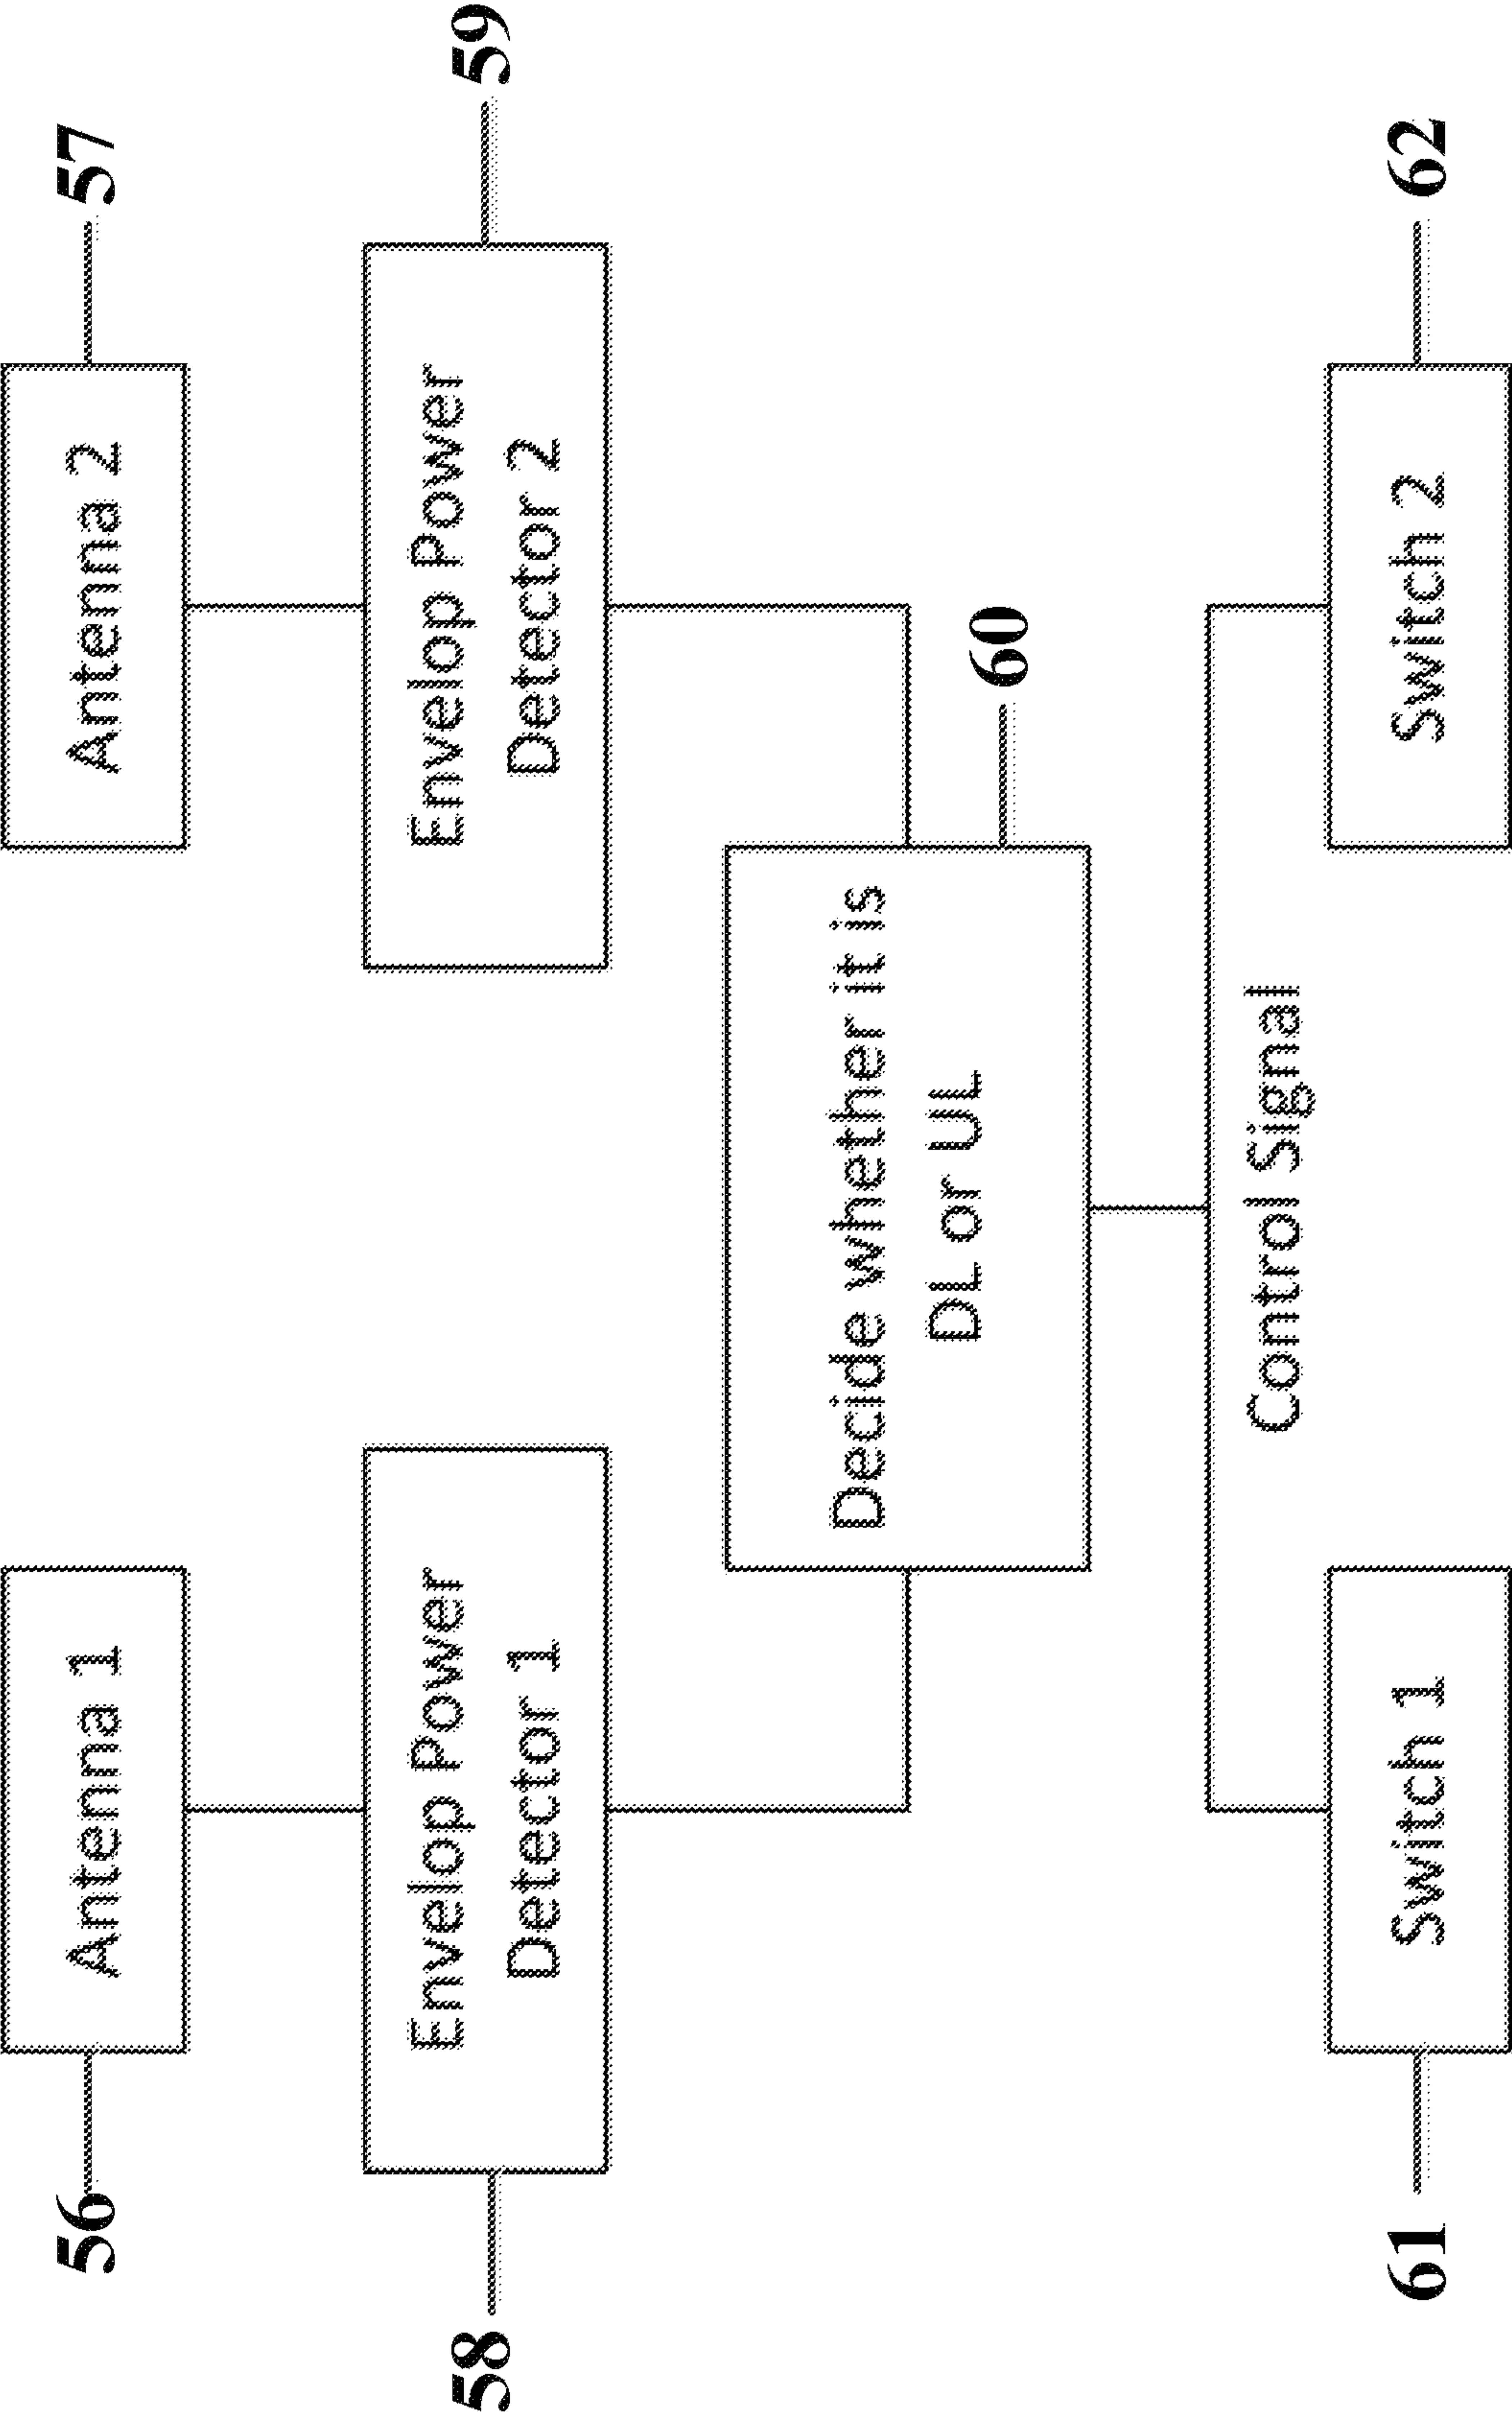 56
Antenna 1
Antenna 2
57
58
Envelop Power
Detector 1
Envelop Power
Detector 2
59
Decide whether it is
DL or UL
60
Control Signal
61
Switch 1
Switch 2
62